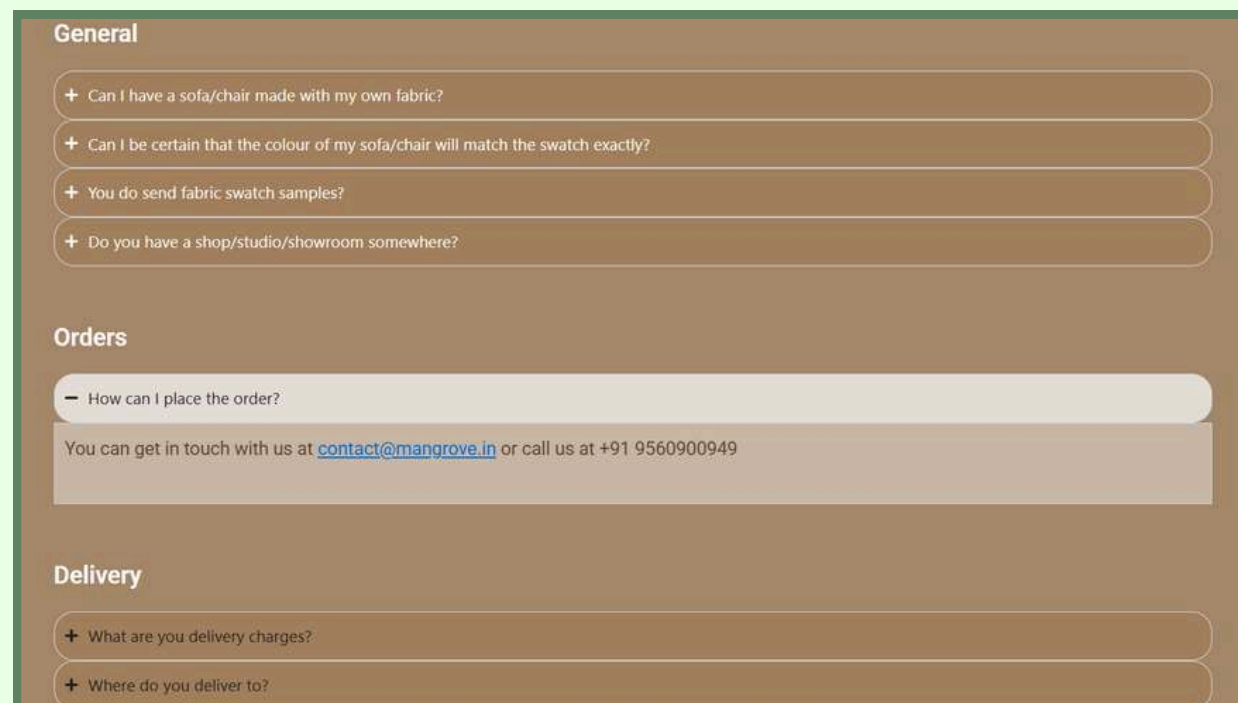 General
+ Can I have a sofa/chair made with my own fabric?
+ Can I be certain that the colour of my sofa/chair will match the swatch exactly?
+ You do send fabric swatch samples?
+ Do you have a shop/studio/showroom somewhere?
Orders
− How can I place the order?
You can get in touch with us at contact@mangrove.in or call us at +91 9560900949
Delivery
+ What are you delivery charges?
+ Where do you deliver to?